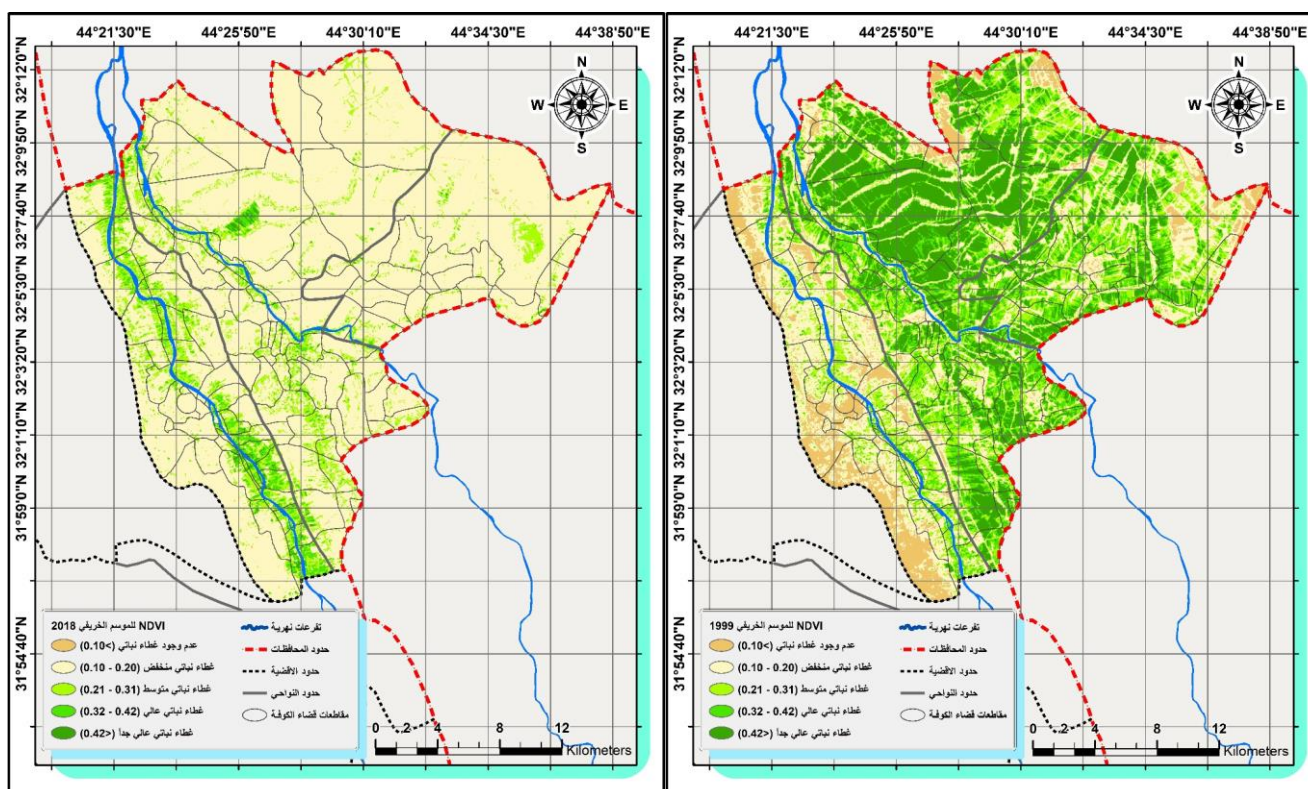 44°21'30"E 44°25'50"E 44°30'10"E 44°34'30"E 44°38'50"E
32°12'0"N
32°9'50"N
32°7'40"N
32°5'30"N
32°3'20"N
32°1'10"N
31°59'0"N
31°54'40"N
N
W E
S
NDVI للموسم الخريفي 2018
عدم وجود غطاء نباتي (<0.10)
غطاء نباتي منخفض (0.20 - 0.10)
غطاء نباتي متوسط (0.31 - 0.21)
غطاء نباتي عالي (0.42 - 0.32)
غطاء نباتي عالي جداً (>0.42)
تفرعات نهرية
حدود المحافظات
حدود الاقضية
حدود النواحي
مقاطعات قضاء الكوفة
0 2 4 8 12
Kilometers
44°21'30"E 44°25'50"E 44°30'10"E 44°34'30"E 44°38'50"E
32°12'0"N
32°9'50"N
32°7'40"N
32°5'30"N
32°3'20"N
32°1'10"N
31°59'0"N
31°54'40"N
N
W E
S
NDVI للموسم الخريفي 1999
عدم وجود غطاء نباتي (<0.10)
غطاء نباتي منخفض (0.20 - 0.10)
غطاء نباتي متوسط (0.31 - 0.21)
غطاء نباتي عالي (0.42 - 0.32)
غطاء نباتي عالي جداً (>0.42)
تفرعات نهرية
حدود المحافظات
حدود الاقضية
حدود النواحي
مقاطعات قضاء الكوفة
0 2 4 8 12
Kilometers